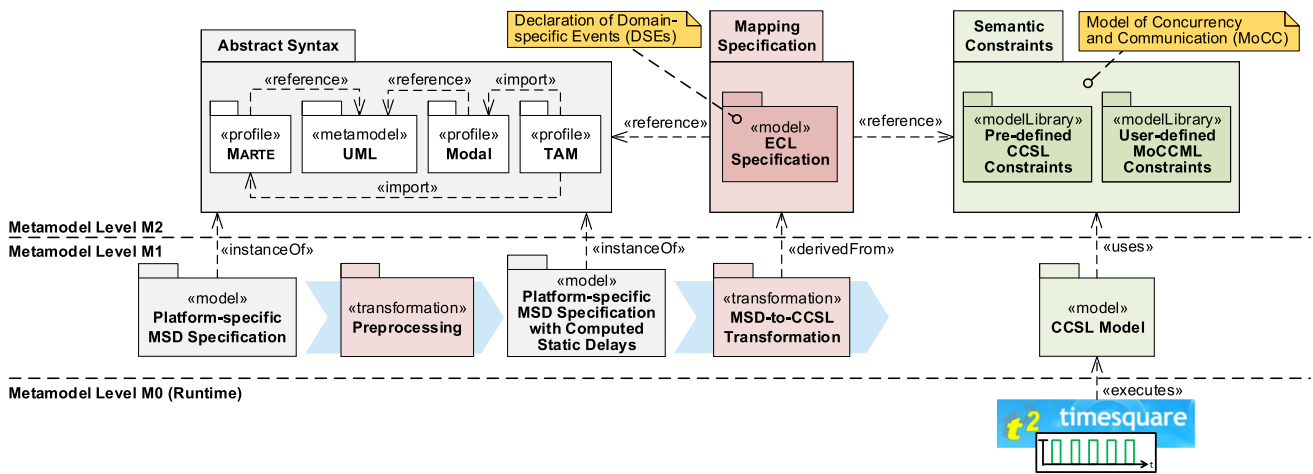 Declaration of Domain-
specific Events (DSEs)
Model of Concurrency
and Communication (MoCC)
Abstract Syntax
Mapping
Specification
Semantic
Constraints
«reference»
«reference»
«import»
«profile»
MARTE
«metamodel»
UML
«profile»
Modal
«profile»
TAM
«import»
«reference»
«model»
ECL
Specification
«reference»
«modelLibrary»
Pre-defined
CCSL
Constraints
«modelLibrary»
User-defined
MoCCML
Constraints
Metamodel Level M2
Metamodel Level M1
«instanceOf»
«instanceOf»
«derivedFrom»
«uses»
«model»
Platform-specific
MSD Specification
«transformation»
Preprocessing
«model»
Platform-specific
MSD Specification
with Computed
Static Delays
«transformation»
MSD-to-CCSL
Transformation
«model»
CCSL Model
Metamodel Level M0 (Runtime)
«executes»
t2 timesquare
t